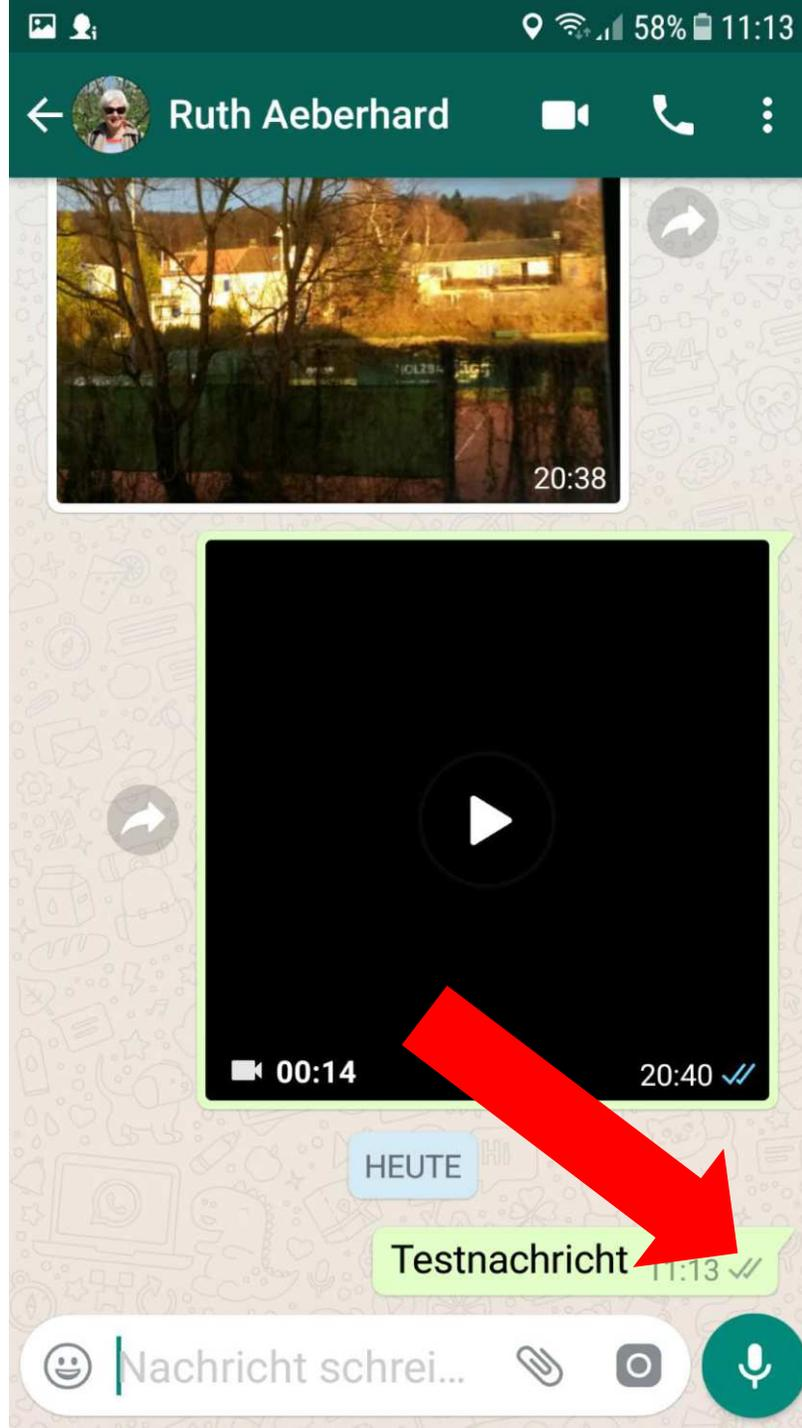 58% 11:13
Ruth Aeberhard
20:38
00:14
20:40
HEUTE
Testnachricht 11:13
Nachricht schrei...